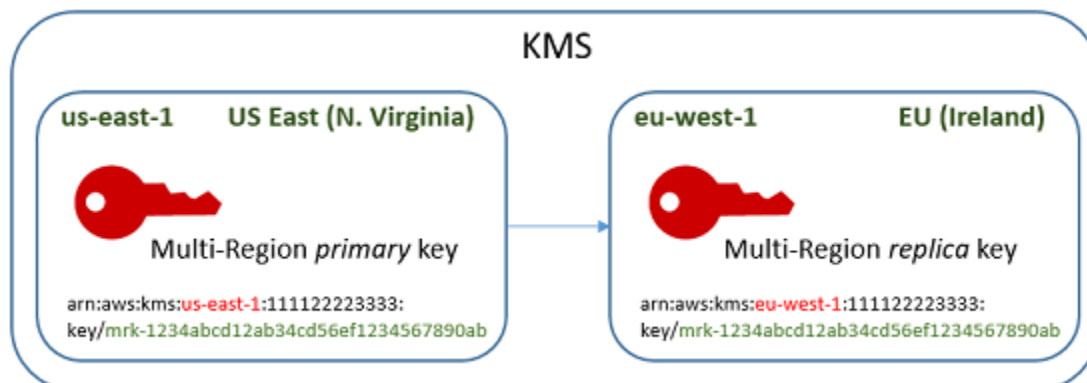 KMS
us-east-1 US East (N. Virginia)
Multi-Region primary key
arn:aws:kms:us-east-1:111122223333:
key/mrk-1234abcd12ab34cd56ef1234567890ab
eu-west-1 EU (Ireland)
Multi-Region replica key
arn:aws:kms:eu-west-1:111122223333:
key/mrk-1234abcd12ab34cd56ef1234567890ab